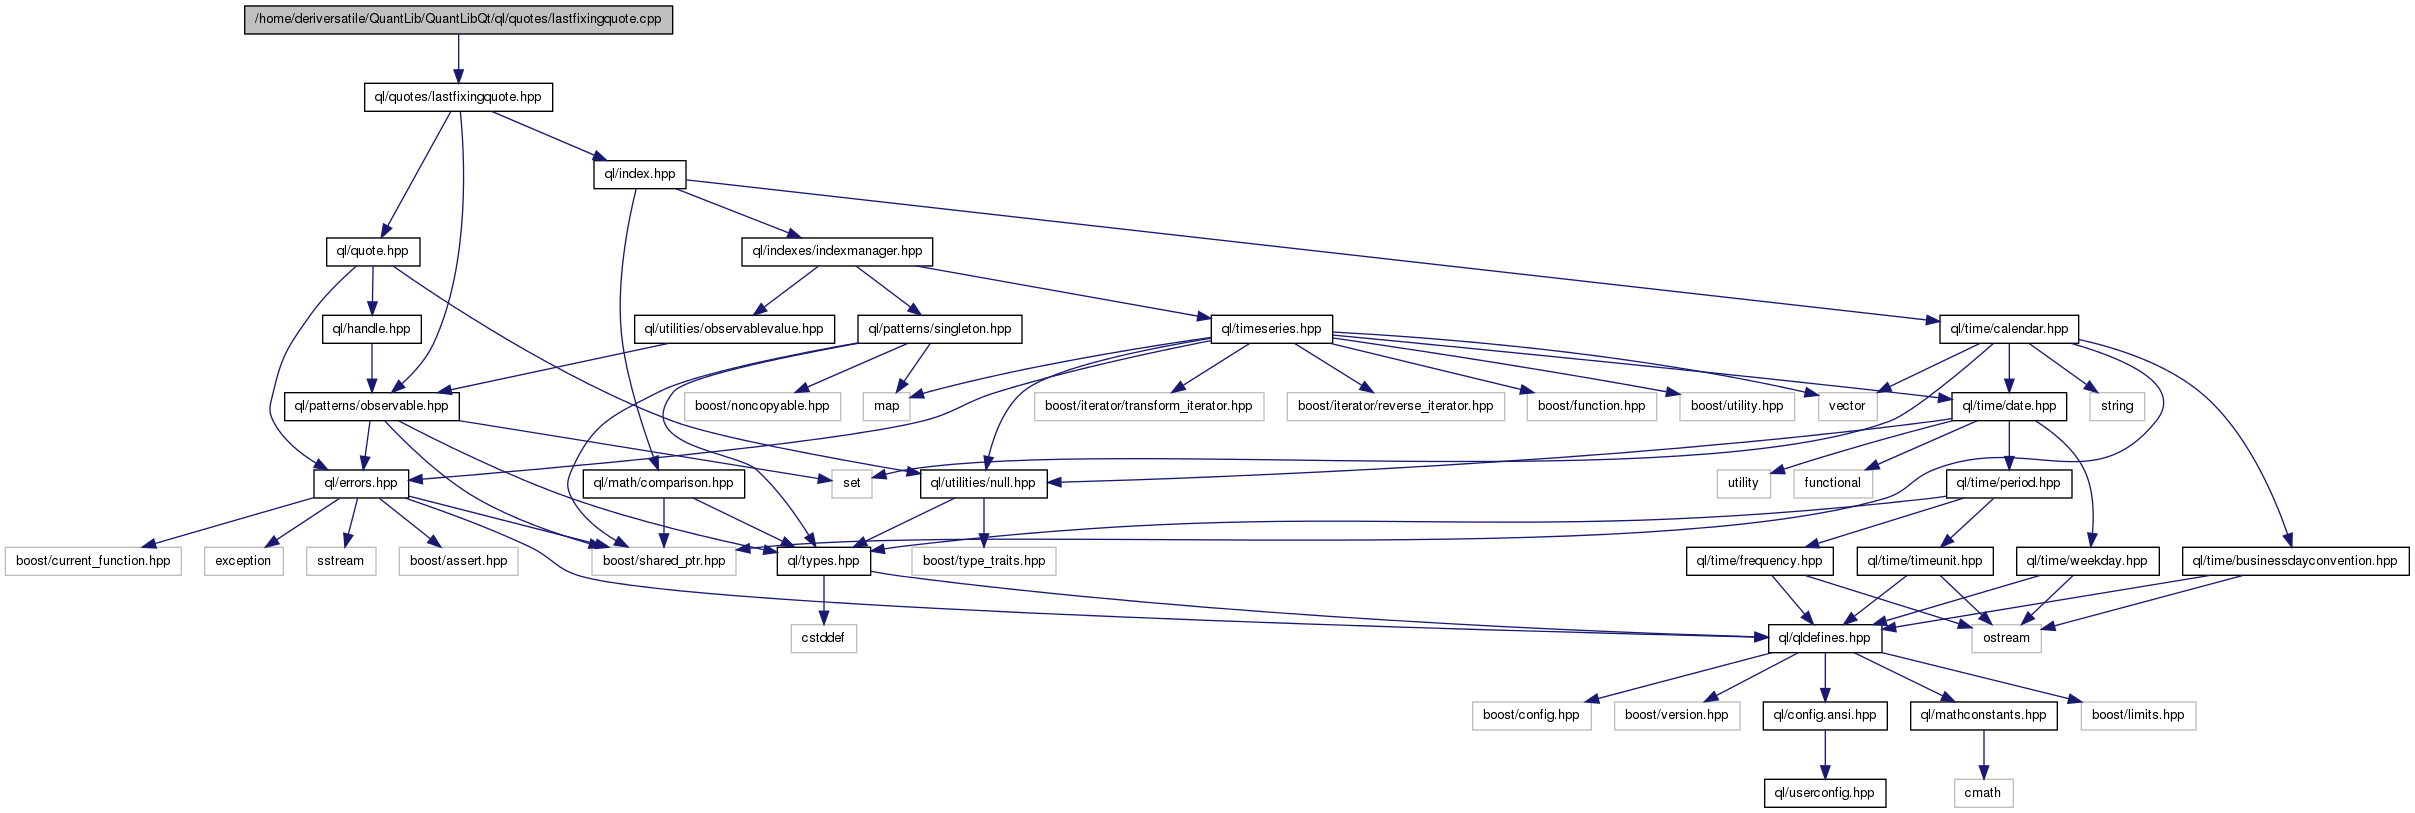 /home/deriversatile/QuantLib/QuantLibQt/ql/quotes/lastfixingquote.cpp
ql/quotes/lastfixingquote.hpp
ql/index.hpp
ql/quote.hpp
ql/indexes/indexmanager.hpp
ql/handle.hpp
ql/utilities/observablevalue.hpp
ql/patterns/singleton.hpp
ql/timeseries.hpp
ql/time/calendar.hpp
ql/patterns/observable.hpp
boost/noncopyable.hpp
map
boost/iterator/transform_iterator.hpp
boost/iterator/reverse_iterator.hpp
boost/function.hpp
boost/utility.hpp
vector
ql/time/date.hpp
string
ql/errors.hpp
ql/math/comparison.hpp
set
ql/utilities/null.hpp
utility
functional
ql/time/period.hpp
boost/current_function.hpp
exception
sstream
boost/assert.hpp
boost/shared_ptr.hpp
ql/types.hpp
boost/type_traits.hpp
ql/time/frequency.hpp
ql/time/timeunit.hpp
ql/time/weekday.hpp
ql/time/businessdayconvention.hpp
cstddef
ql/qldefines.hpp
ostream
boost/config.hpp
boost/version.hpp
ql/config.ansi.hpp
ql/mathconstants.hpp
boost/limits.hpp
ql/userconfig.hpp
cmath